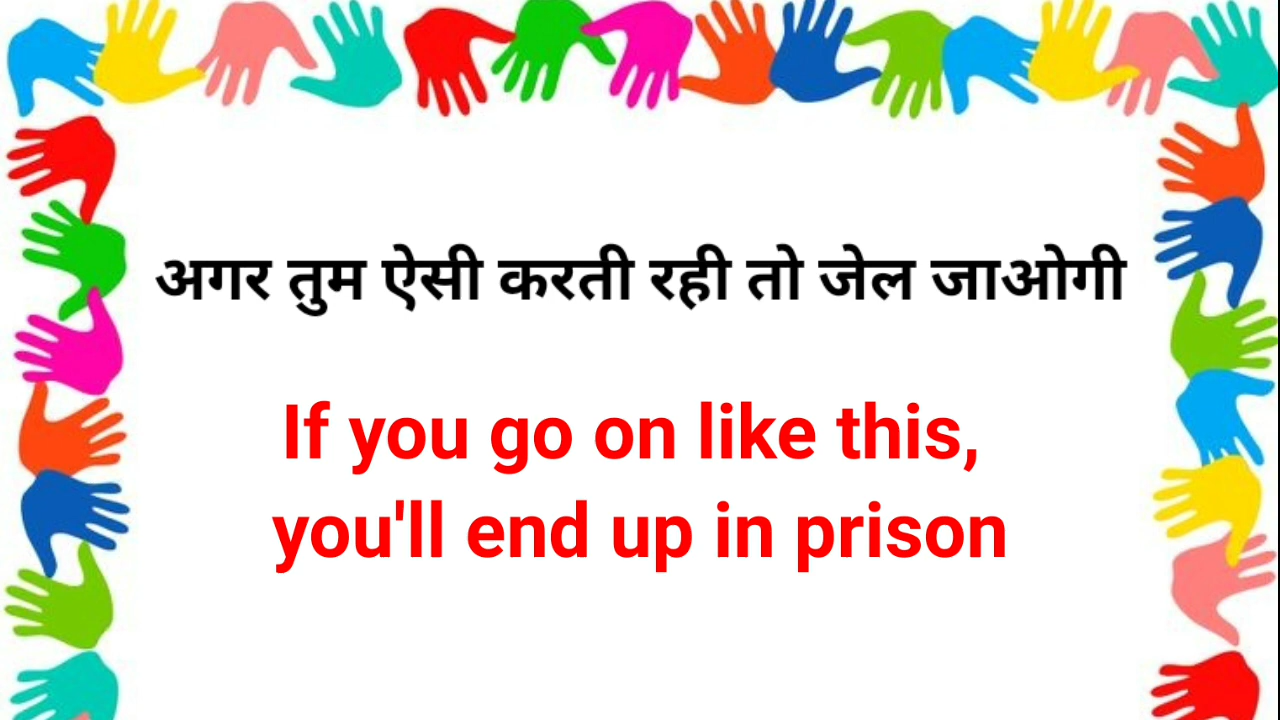 अगर तुम ऐसी करती रही तो जेल जाओगी
If you go on like this,
you'll end up in prison